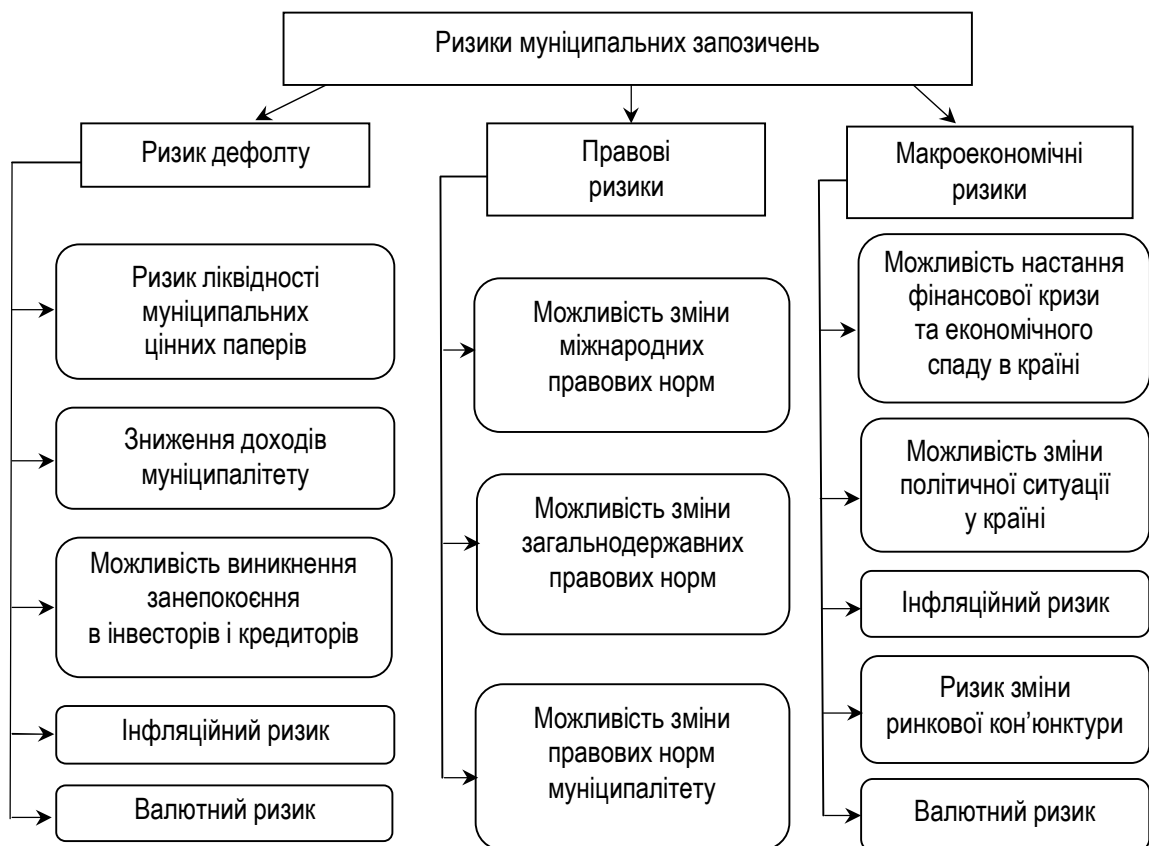 Ризики муніципальних запозичень
Ризик дефолту
Ризик ліквідності
муніципальних
цінних паперів
Зниження доходів
муніципалітету
Можливість виникнення
занепокоєння
в інвесторів і кредиторів
Інфляційний ризик
Валютний ризик
Правові
ризики
Можливість зміни
міжнародних
правових норм
Можливість зміни
загальнодержавних
правових норм
Можливість зміни
правових норм
муніципалітету
Макроекономічні
ризики
Можливість настання
фінансової кризи
та економічного
спаду в країні
Можливість зміни
політичної ситуації
у країні
Інфляційний ризик
Ризик зміни
ринкової кон’юнктури
Валютний ризик